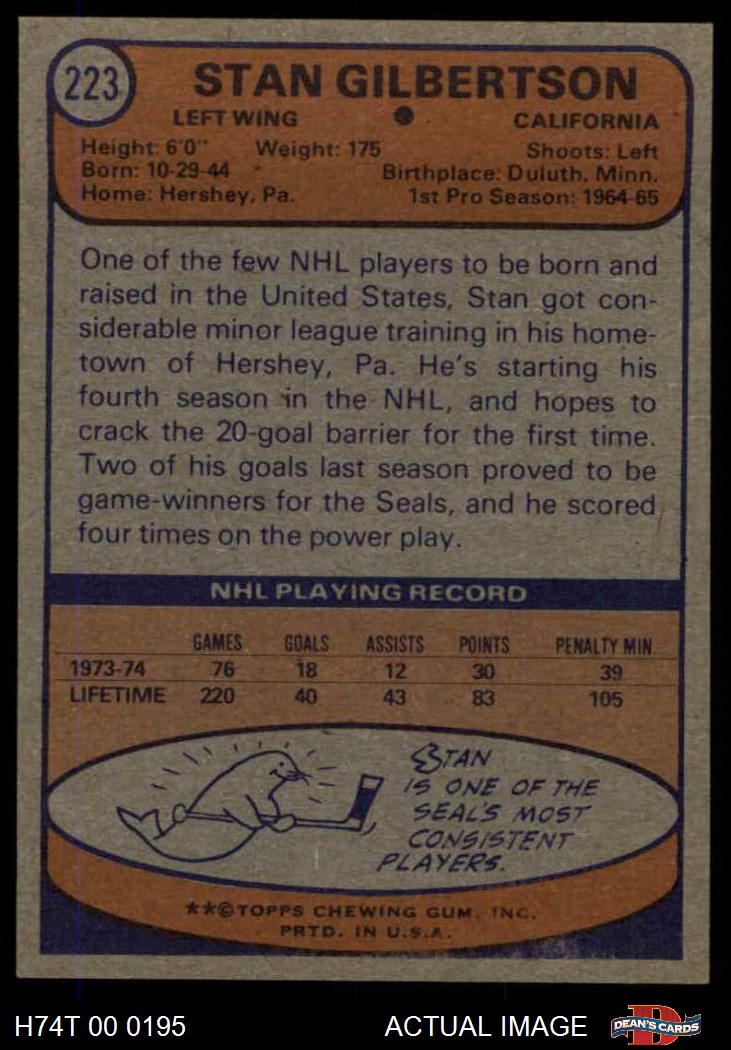 223
STAN GILBERTSON
LEFT WING ● CALIFORNIA
Height: 6'0" Weight: 175 Shoots: Left
Born: 10-29-44 Birthplace: Duluth, Minn.
Home: Hershey, Pa. 1st Pro Season: 1964-65
One of the few NHL players to be born and
raised in the United States, Stan got con-
siderable minor league training in his home-
town of Hershey, Pa. He's starting his
fourth season in the NHL, and hopes to
crack the 20-goal barrier for the first time.
Two of his goals last season proved to be
game-winners for the Seals, and he scored
four times on the power play.
NHL PLAYING RECORD
GAMES GOALS ASSISTS POINTS PENALTY MIN.
1973-74 76 18 12 30 39
LIFETIME 220 40 43 83 105
STAN
IS ONE OF THE
SEAL'S MOST
CONSISTENT
PLAYERS.
**© TOPPS CHEWING GUM, INC.
PRTD. IN U.S.A.
H74T 00 0195 ACTUAL IMAGE
D
DEAN'S CARDS